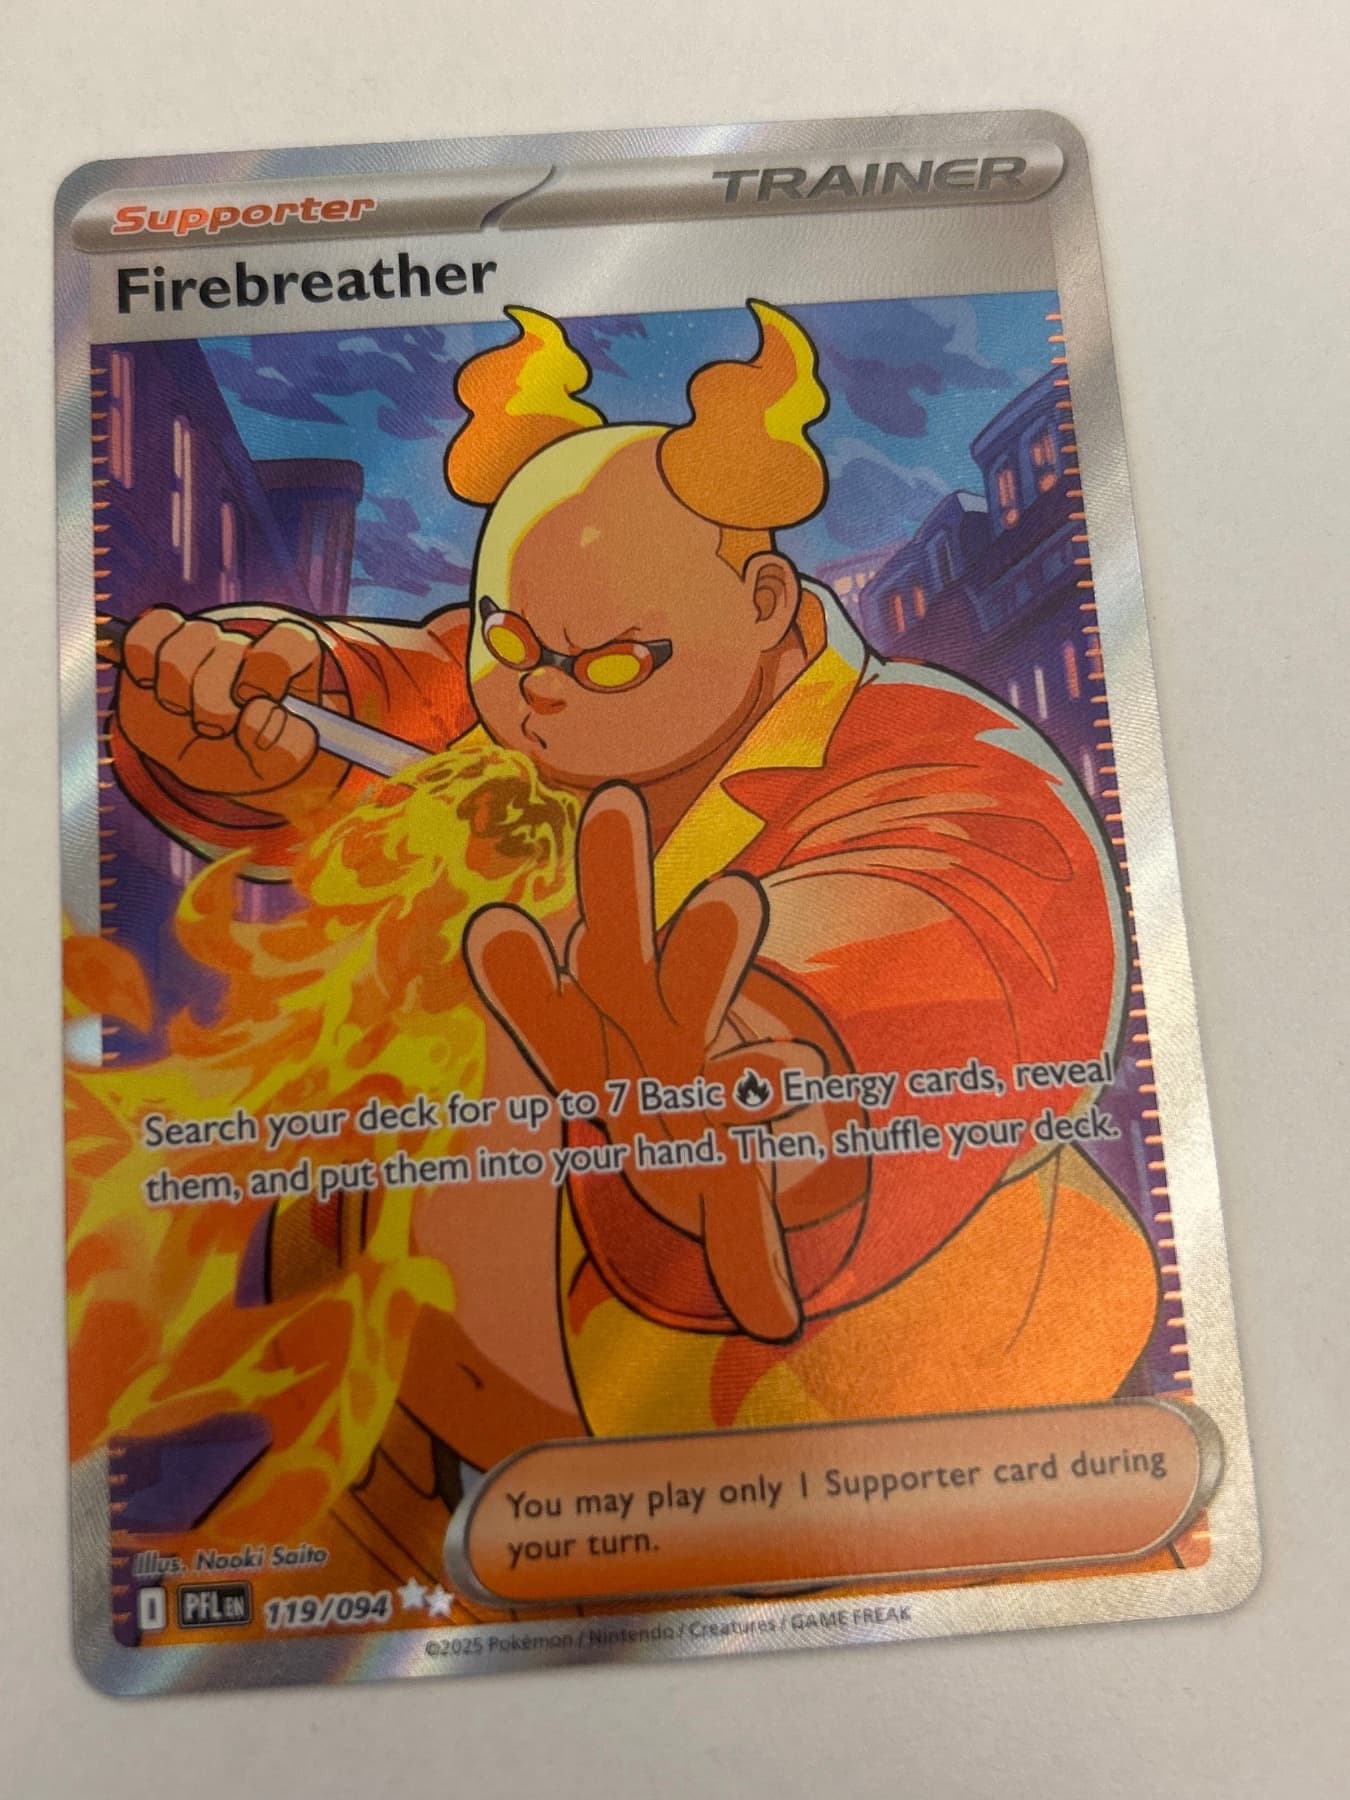 Supporter TRAINER
Firebreather
Search your deck for up to 7 Basic Energy cards, reveal
them, and put them into your hand. Then, shuffle your deck.
You may play only 1 Supporter card during
your turn.
Illus. Naoki Saito
I PFL EN 119/094
©2025 Pokémon / Nintendo / Creatures / GAME FREAK